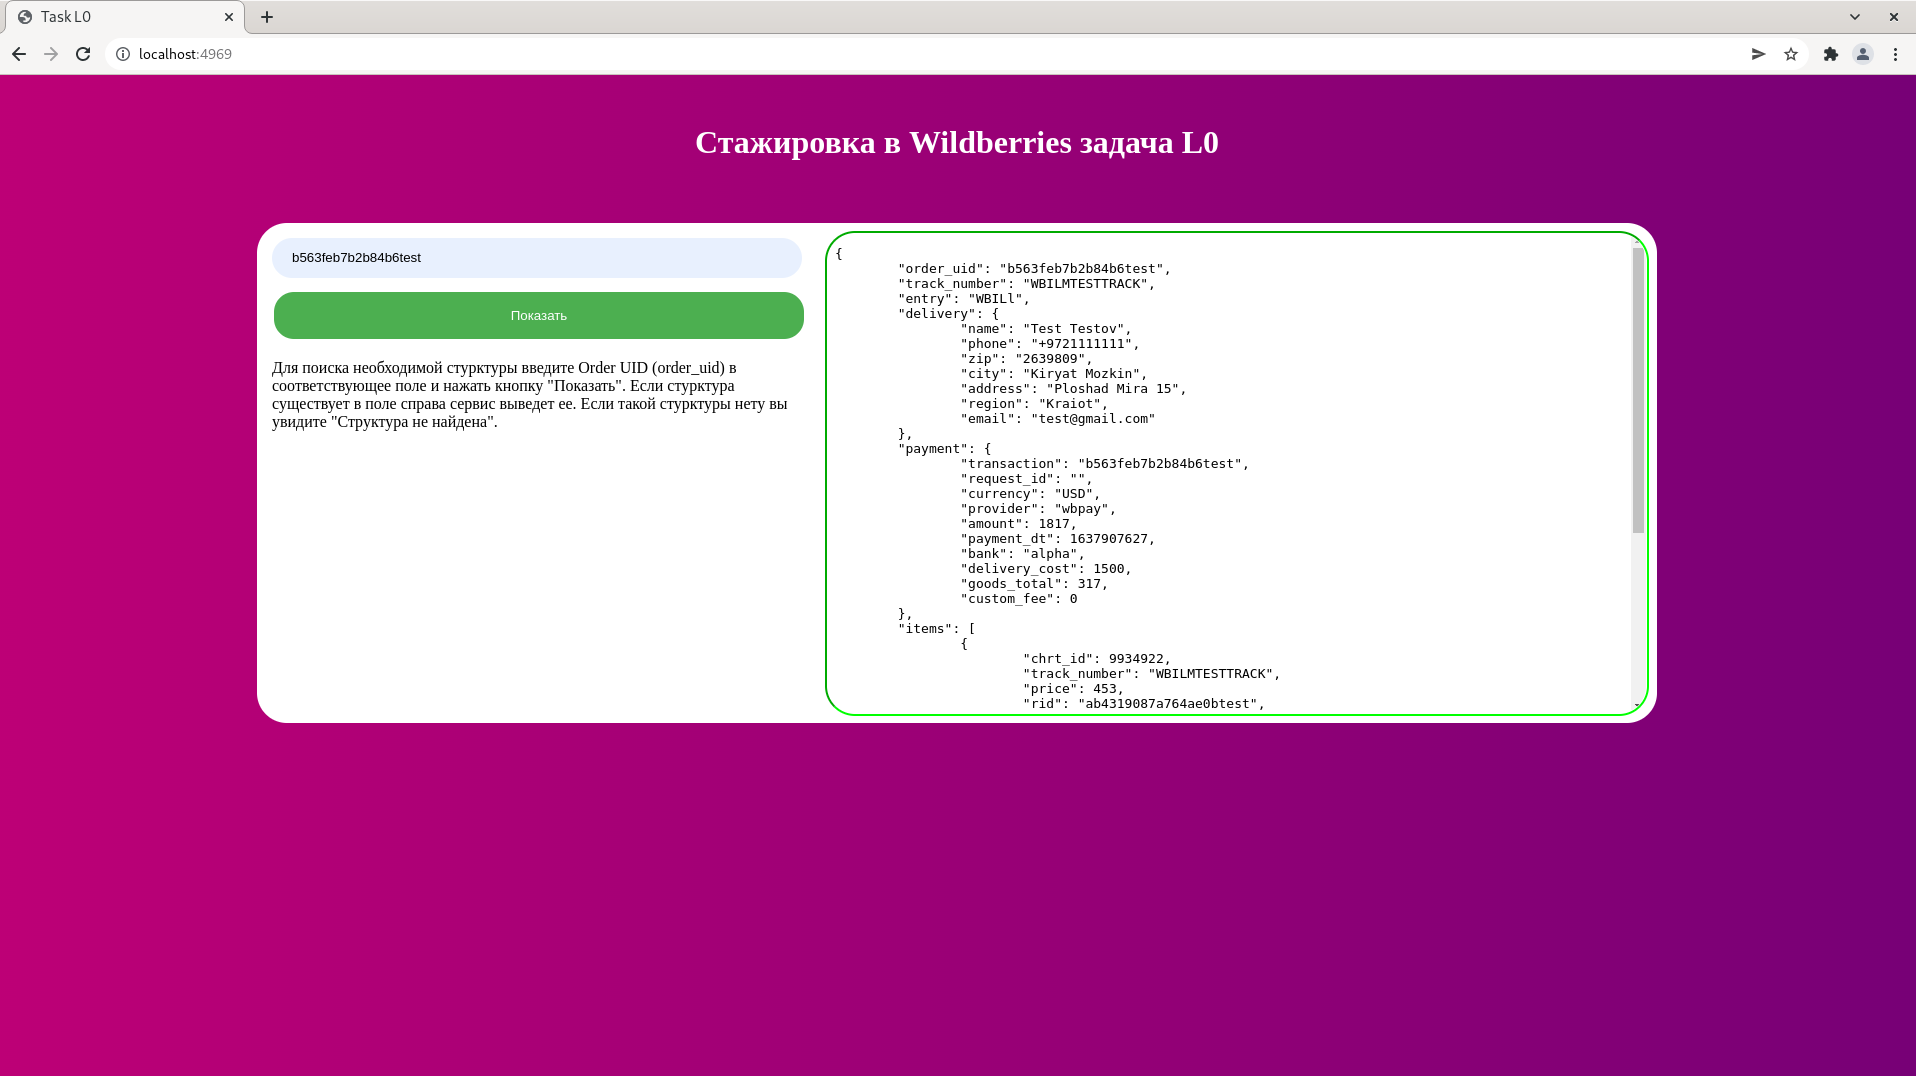 Task L0
localhost:4969
Стажировка в Wildberries задача L0
b563feb7b2b84b6test
Показать
Для поиска необходимой стурктуры введите Order UID (order_uid) в
соответствующее поле и нажать кнопку "Показать". Если стурктура
существует в поле справа сервис выведет ее. Если такой стурктуры нету вы
увидите "Структура не найдена".
{
"order_uid": "b563feb7b2b84b6test",
"track_number": "WBILMTESTTRACK",
"entry": "WBILl",
"delivery": {
"name": "Test Testov",
"phone": "+9721111111",
"zip": "2639809",
"city": "Kiryat Mozkin",
"address": "Ploshad Mira 15",
"region": "Kraiot",
"email": "test@gmail.com"
},
"payment": {
"transaction": "b563feb7b2b84b6test",
"request_id": "",
"currency": "USD",
"provider": "wbpay",
"amount": 1817,
"payment_dt": 1637907627,
"bank": "alpha",
"delivery_cost": 1500,
"goods_total": 317,
"custom_fee": 0
},
"items": [
{
"chrt_id": 9934922,
"track_number": "WBILMTESTTRACK",
"price": 453,
"rid": "ab4319087a764ae0btest",